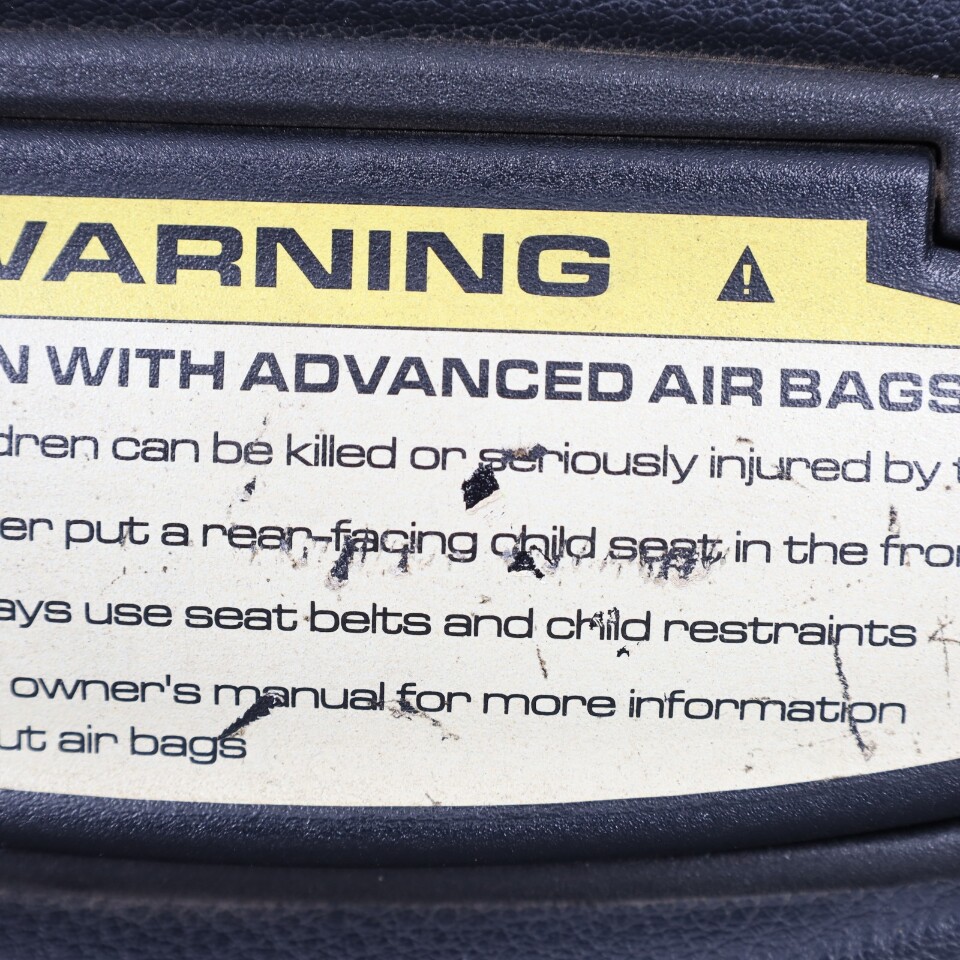 WARNING
N WITH ADVANCED AIR BAGS
dren can be killed or seriously injured by t
er put a rear-facing child seat in the fron
ays use seat belts and child restraints
owner's manual for more information
ut air bags